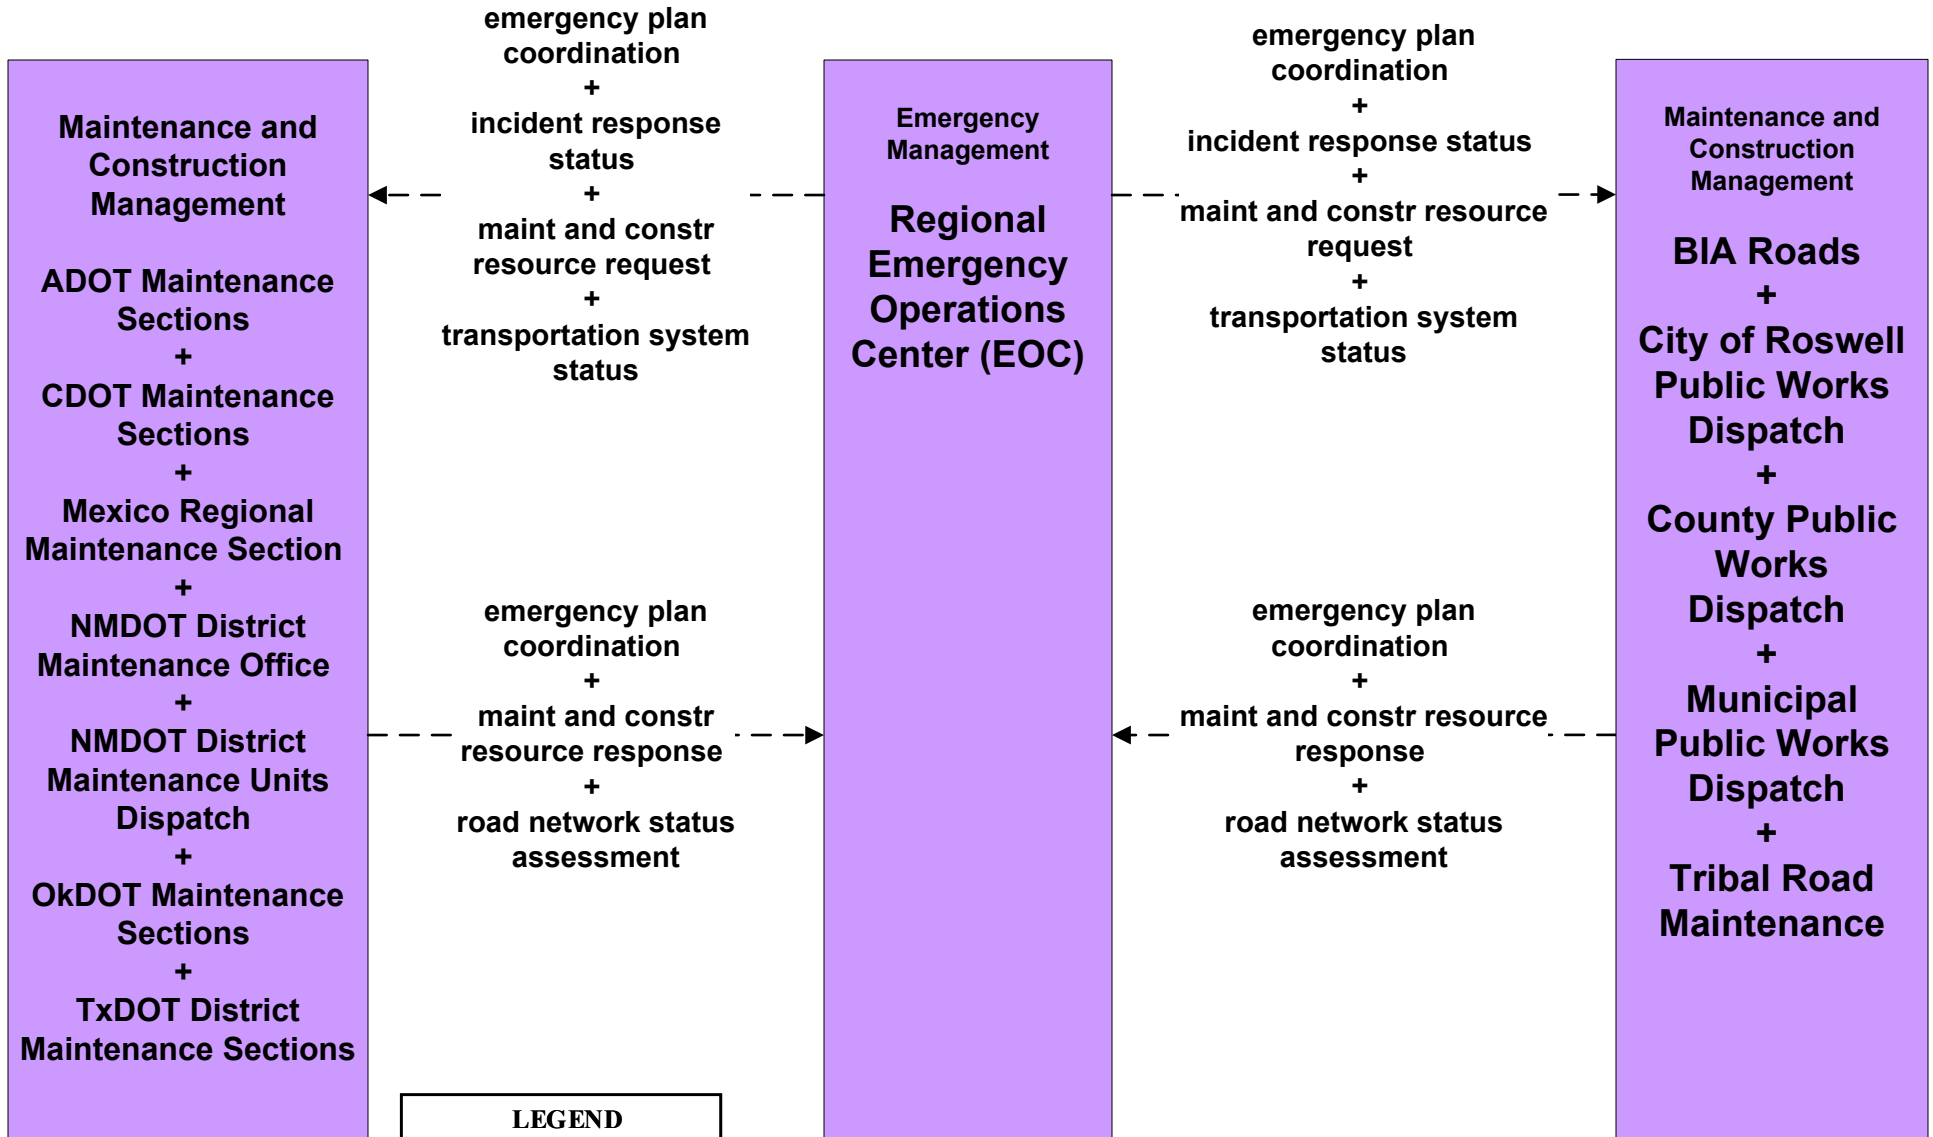 Maintenance and
Construction
Management
ADOT Maintenance
Sections
+
CDOT Maintenance
Sections
+
Mexico Regional
Maintenance Section
+
NMDOT District
Maintenance Office
+
NMDOT District
Maintenance Units
Dispatch
+
OkDOT Maintenance
Sections
+
TxDOT District
Maintenance Sections
emergency plan
coordination
+
incident response
status
+
maint and constr
resource request
+
transportation system
status
emergency plan
coordination
+
maint and constr
resource response
+
road network status
assessment
LEGEND
Emergency
Management
Regional
Emergency
Operations
Center (EOC)
emergency plan
coordination
+
incident response status
+
maint and constr resource
request
+
transportation system
status
emergency plan
coordination
+
maint and constr resource
response
+
road network status
assessment
Maintenance and
Construction
Management
BIA Roads
+
City of Roswell
Public Works
Dispatch
+
County Public
Works
Dispatch
+
Municipal
Public Works
Dispatch
+
Tribal Road
Maintenance